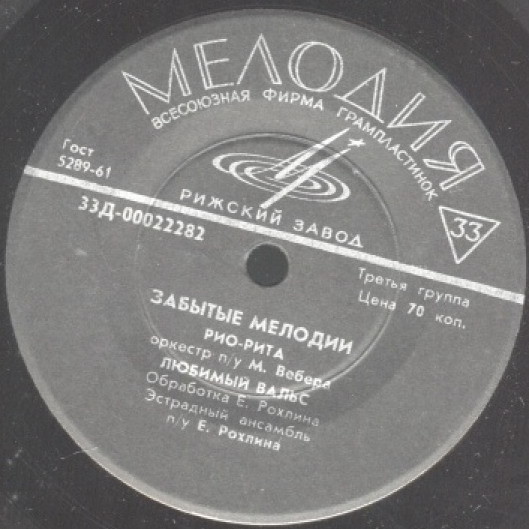 МЕЛОДИЯ
ВСЕСОЮЗНАЯ ФИРМА ГРАМПЛАСТИНОК
Гост
5289-61
РИЖСКИЙ ЗАВОД
33
33Д-00022282
Третья группа
Цена 70 коп.
ЗАБЫТЫЕ МЕЛОДИИ
РИО-РИТА
оркестр п/у М. Вебера
ЛЮБИМЫЙ ВАЛЬС
Обработка Е. Рохлина
Эстрадный ансамбль
п/у Е. Рохлина